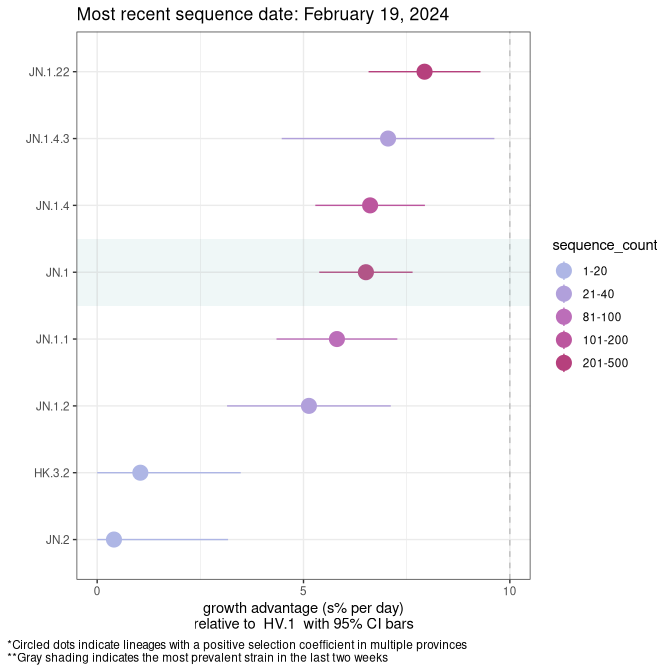 Most recent sequence date: February 19, 2024
JN.1.22
JN.1.4.3
JN.1.4
JN.1
JN.1.1
JN.1.2
HK.3.2
JN.2
0
5
10
growth advantage (s% per day)
relative to  HV.1  with 95% CI bars
sequence_count
1-20
21-40
81-100
101-200
201-500
*Circled dots indicate lineages with a positive selection coefficient in multiple provinces
**Gray shading indicates the most prevalent strain in the last two weeks